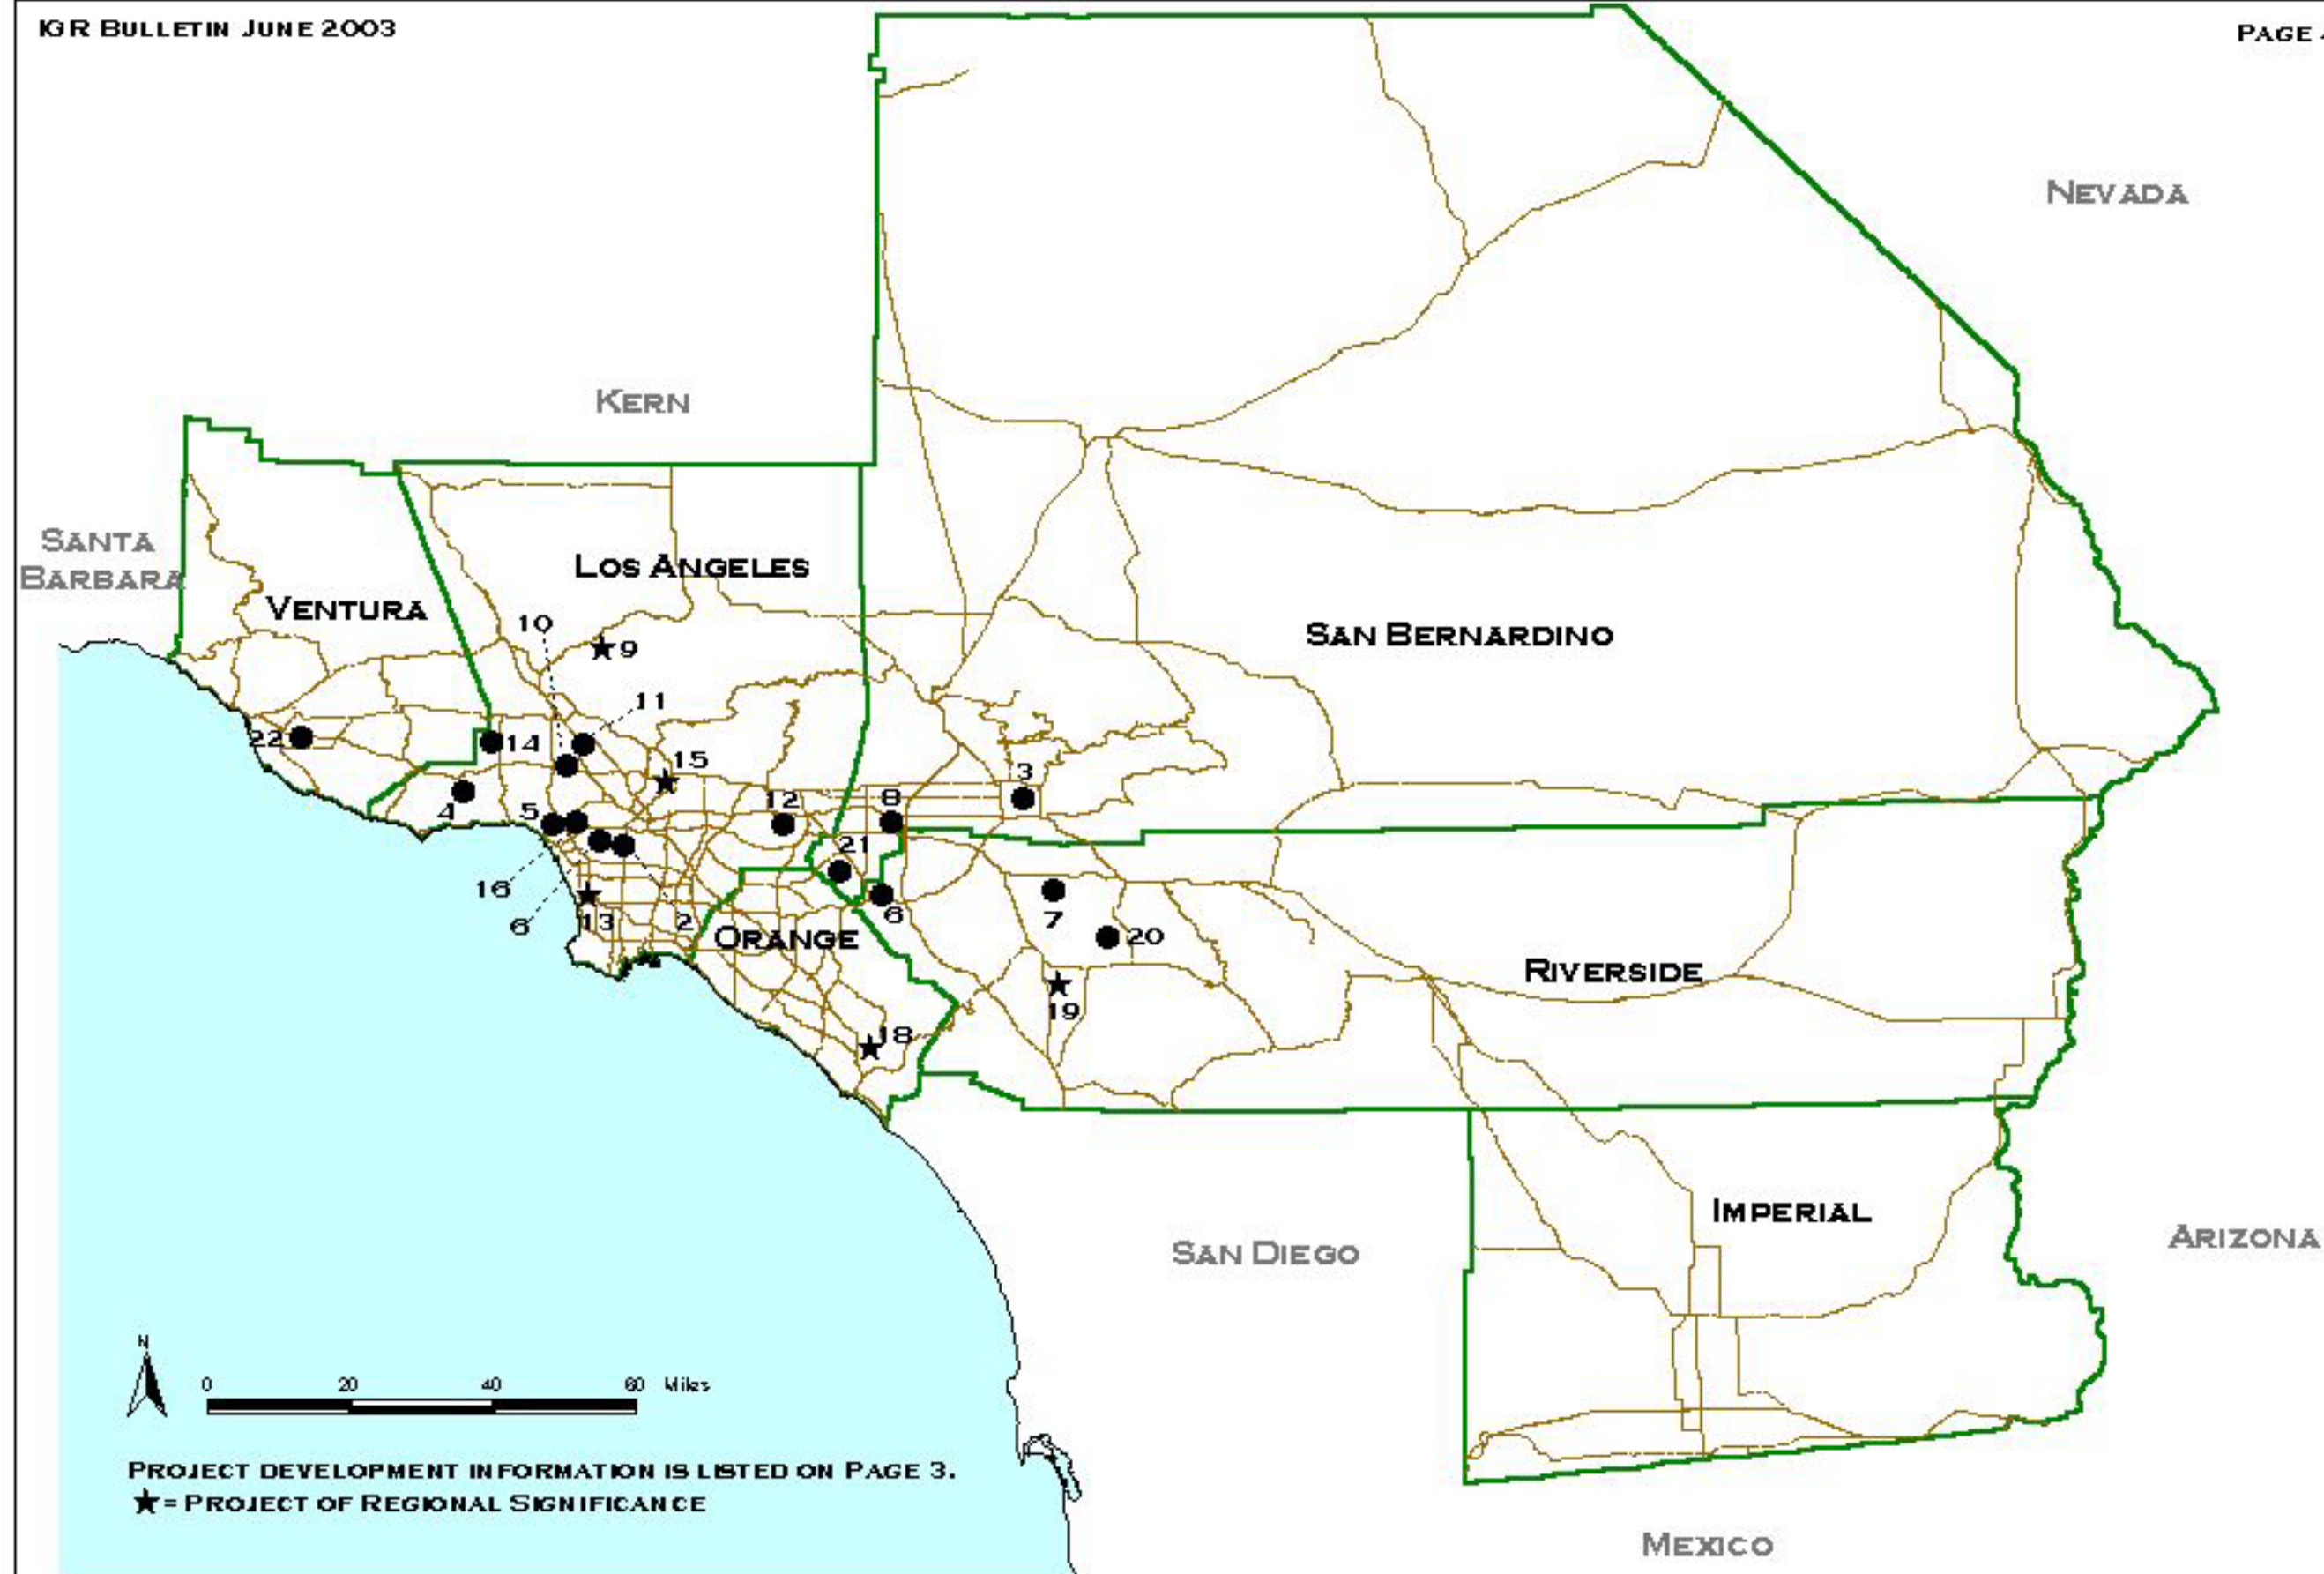 IGR BULLETIN JUNE 2003
PAGE
NEVADA
KERN
SANTA
BARBARA
LOS ANGELES
VENTURA
10
9
SAN BERNARDINO
11
22
14
15
3
4
5
12
8
21
16
6
13
2
6
7
20
ORANGE
RIVERSIDE
19
18
IMPERIAL
SAN DIEGO
ARIZONA
N
0 20 40 60 Miles
PROJECT DEVELOPMENT INFORMATION IS LISTED ON PAGE 3.
★= PROJECT OF REGIONAL SIGNIFICANCE
MEXICO